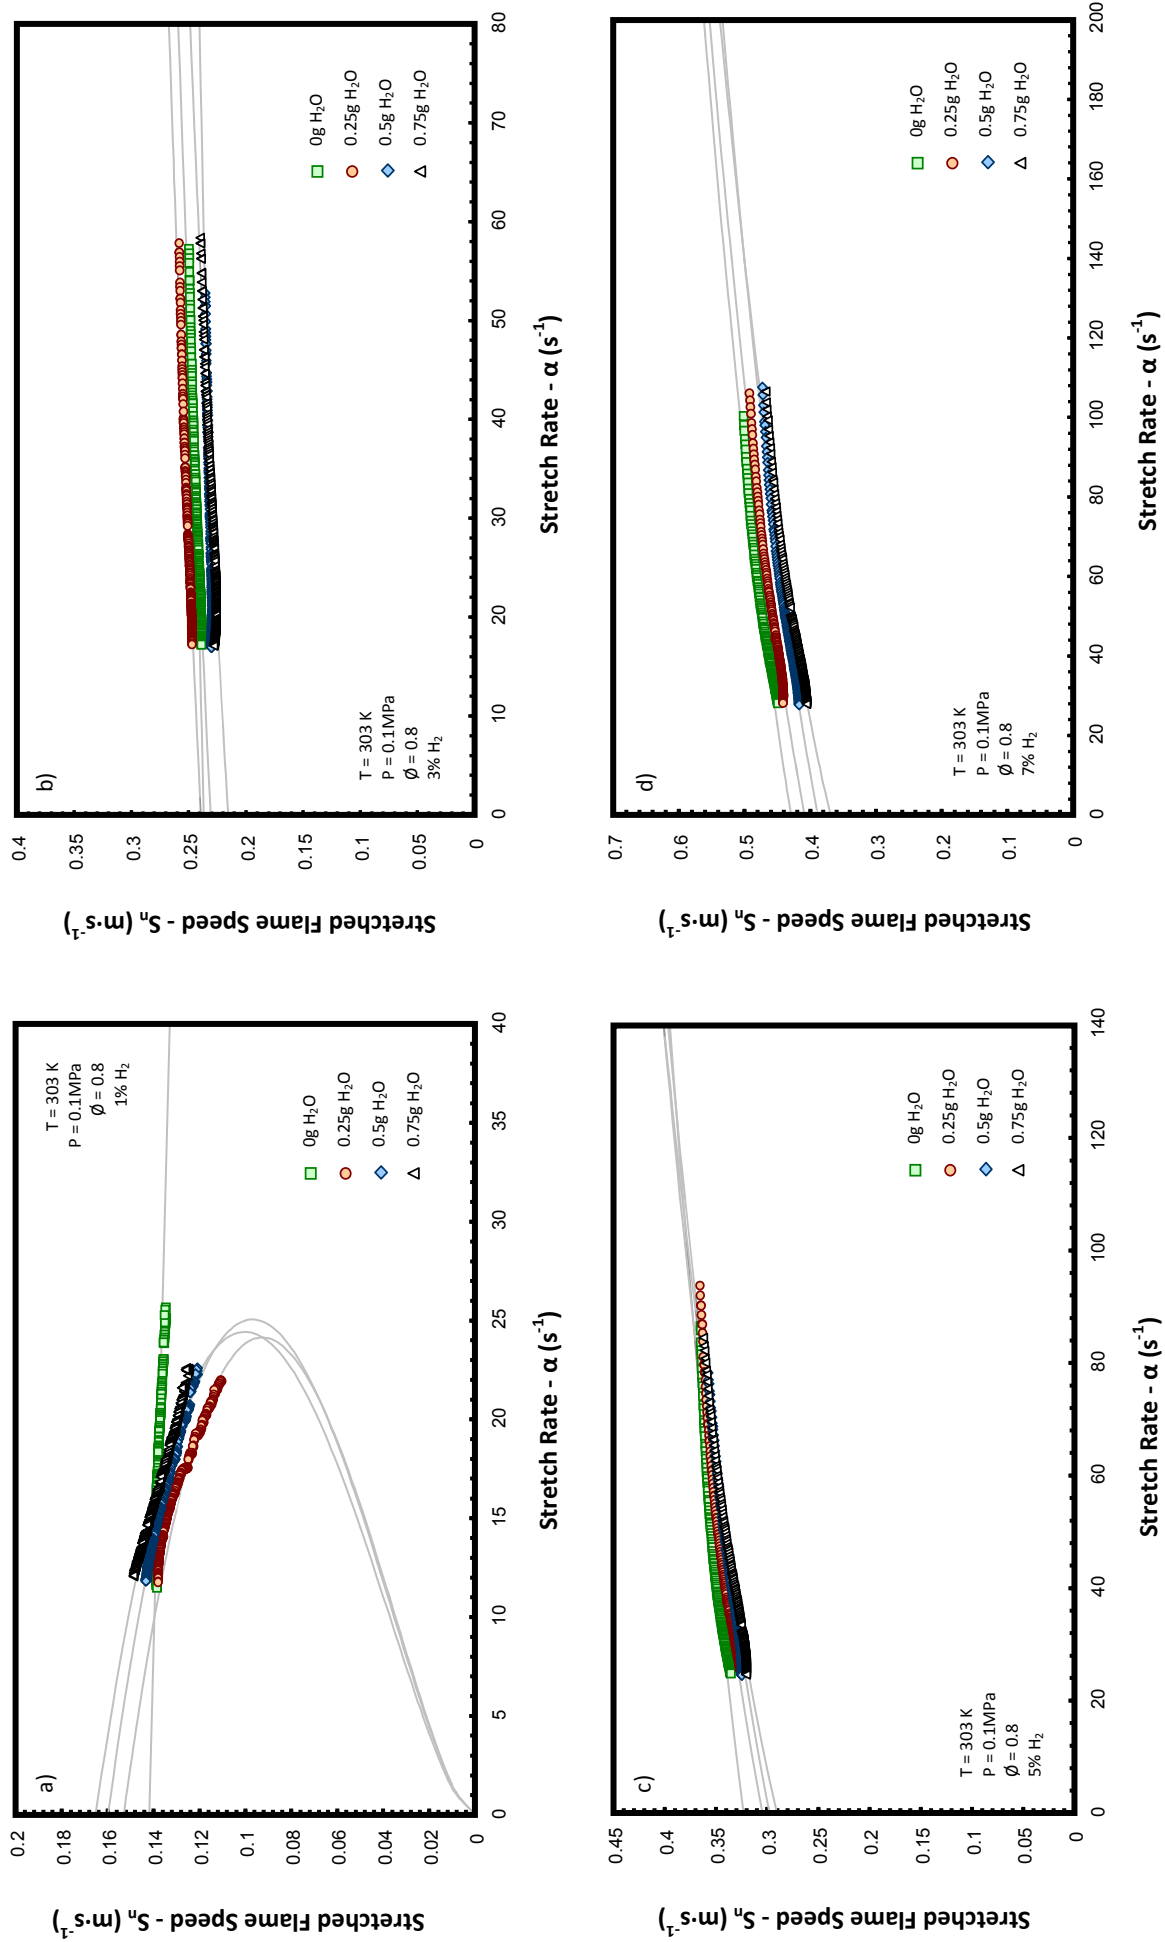 a)
T = 303 K
P = 0.1MPa
Ø = 0.8
1% H₂
0g H₂O
0.25g H₂O
0.5g H₂O
0.75g H₂O
0.2
0.18
0.16
0.14
0.12
0.1
0.08
0.06
0.04
0.02
0
0 5 10 15 20 25 30 35 40
Stretched Flame Speed - Sₙ (m·s⁻¹)
Stretch Rate - α (s⁻¹)
b)
T = 303 K
P = 0.1MPa
Ø = 0.8
3% H₂
0g H₂O
0.25g H₂O
0.5g H₂O
0.75g H₂O
0.4
0.35
0.3
0.25
0.2
0.15
0.1
0.05
0
0 10 20 30 40 50 60 70 80
Stretched Flame Speed - Sₙ (m·s⁻¹)
Stretch Rate - α (s⁻¹)
c)
T = 303 K
P = 0.1MPa
Ø = 0.8
5% H₂
0g H₂O
0.25g H₂O
0.5g H₂O
0.75g H₂O
0.45
0.4
0.35
0.3
0.25
0.2
0.15
0.1
0.05
0
0 20 40 60 80 100 120 140
Stretched Flame Speed - Sₙ (m·s⁻¹)
Stretch Rate - α (s⁻¹)
d)
T = 303 K
P = 0.1MPa
Ø = 0.8
7% H₂
0g H₂O
0.25g H₂O
0.5g H₂O
0.75g H₂O
0.7
0.6
0.5
0.4
0.3
0.2
0.1
0
0 20 40 60 80 100 120 140 160 180 200
Stretched Flame Speed - Sₙ (m·s⁻¹)
Stretch Rate - α (s⁻¹)